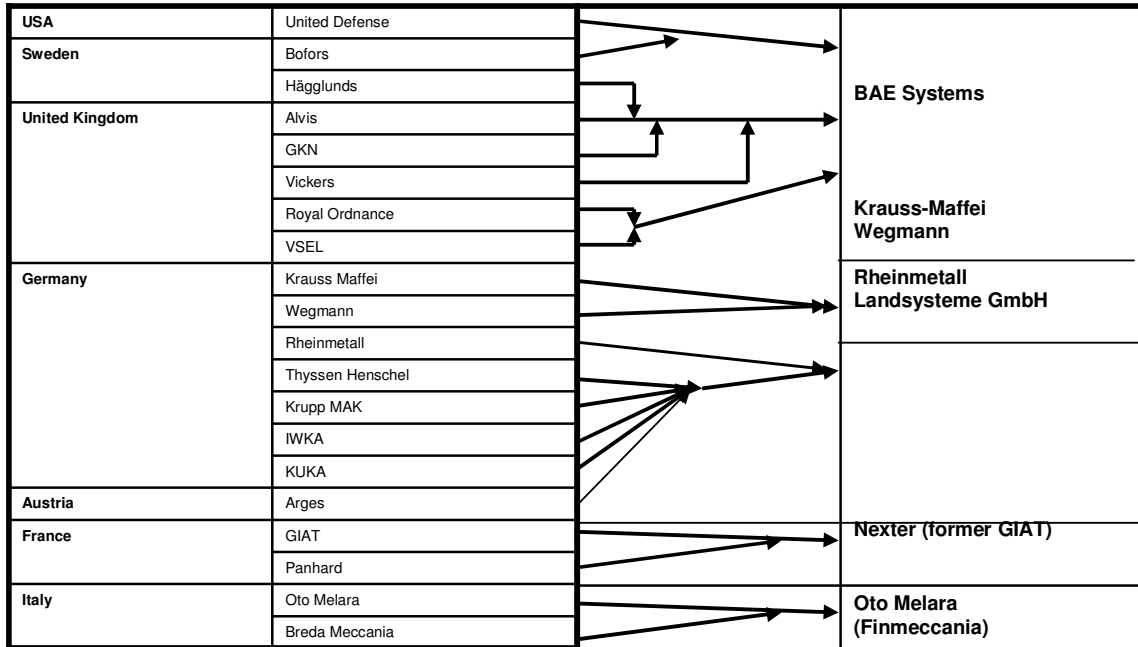 USA United Defense
Sweden Bofors
Hägglunds
BAE Systems
United Kingdom Alvis
GKN
Vickers
Royal Ordnance
Krauss-Maffei
Wegmann
VSEL
Germany Krauss Maffei
Rheinmetall
Landsysteme GmbH
Wegmann
Rheinmetall
Thyssen Henschel
Krupp MAK
IWKA
KUKA
Austria Arges
France GIAT
Nexter (former GIAT)
Panhard
Italy Oto Melara
Oto Melara
(Finmeccania)
Breda Meccania